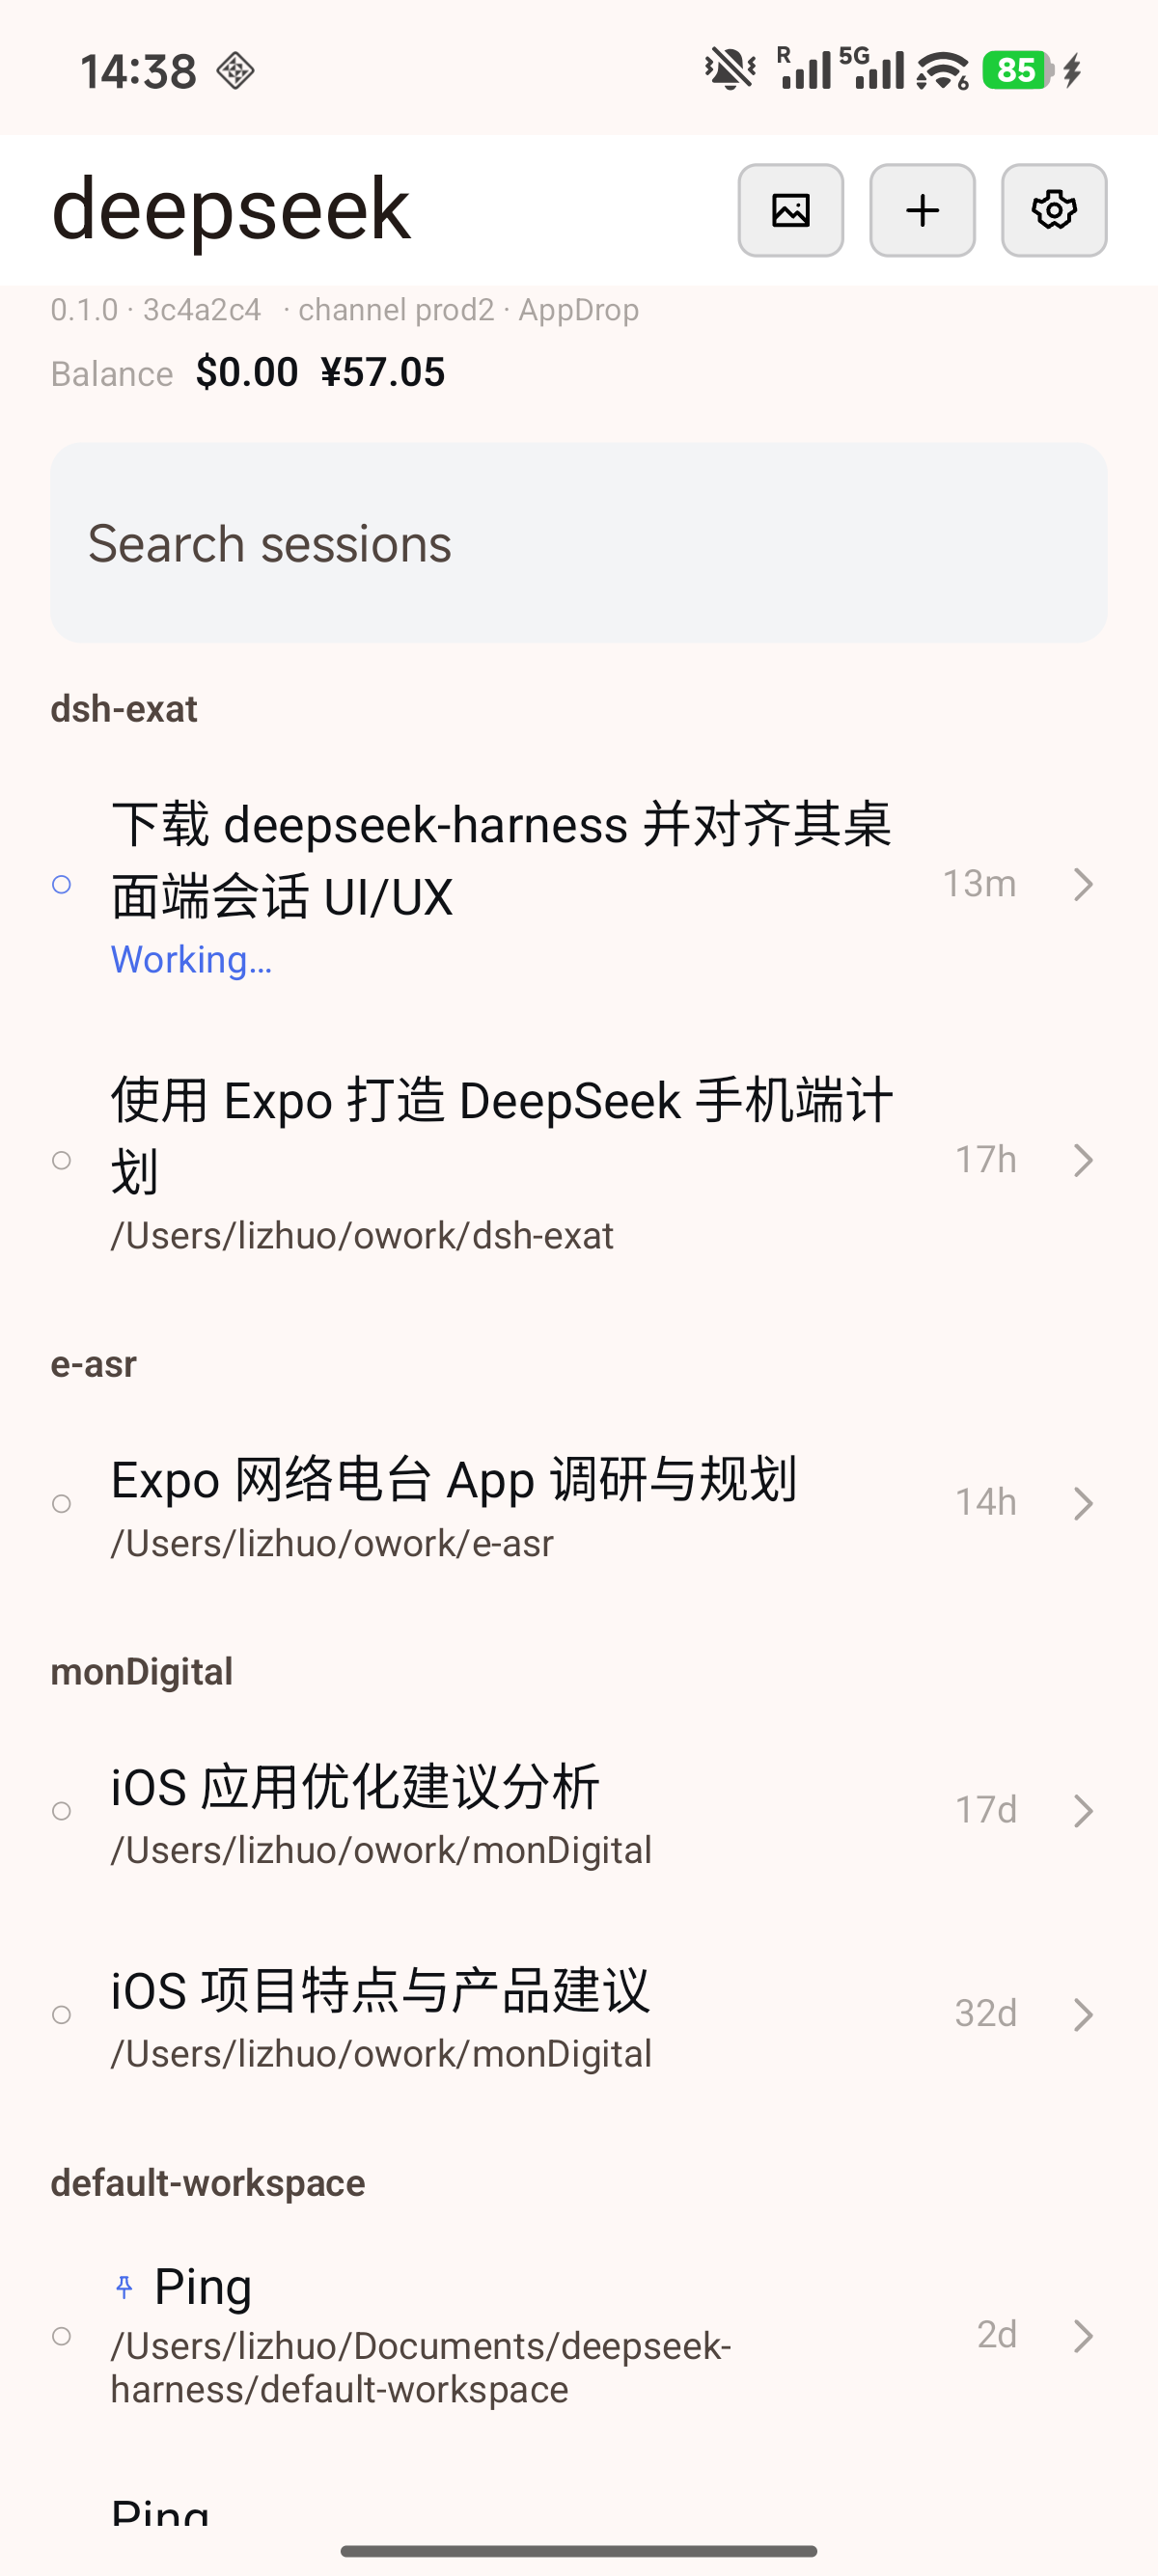 14:38
R 5G 6 85
deepseek
0.1.0 · 3c4a2c4 · channel prod2 · AppDrop
Balance $0.00 ¥57.05
Search sessions
dsh-exat
下载 deepseek-harness 并对齐其桌
面端会话 UI/UX
13m
Working…
使用 Expo 打造 DeepSeek 手机端计
划
17h
/Users/lizhuo/owork/dsh-exat
e-asr
Expo 网络电台 App 调研与规划
14h
/Users/lizhuo/owork/e-asr
monDigital
iOS 应用优化建议分析
17d
/Users/lizhuo/owork/monDigital
iOS 项目特点与产品建议
32d
/Users/lizhuo/owork/monDigital
default-workspace
Ping
2d
/Users/lizhuo/Documents/deepseek-
harness/default-workspace
Ping